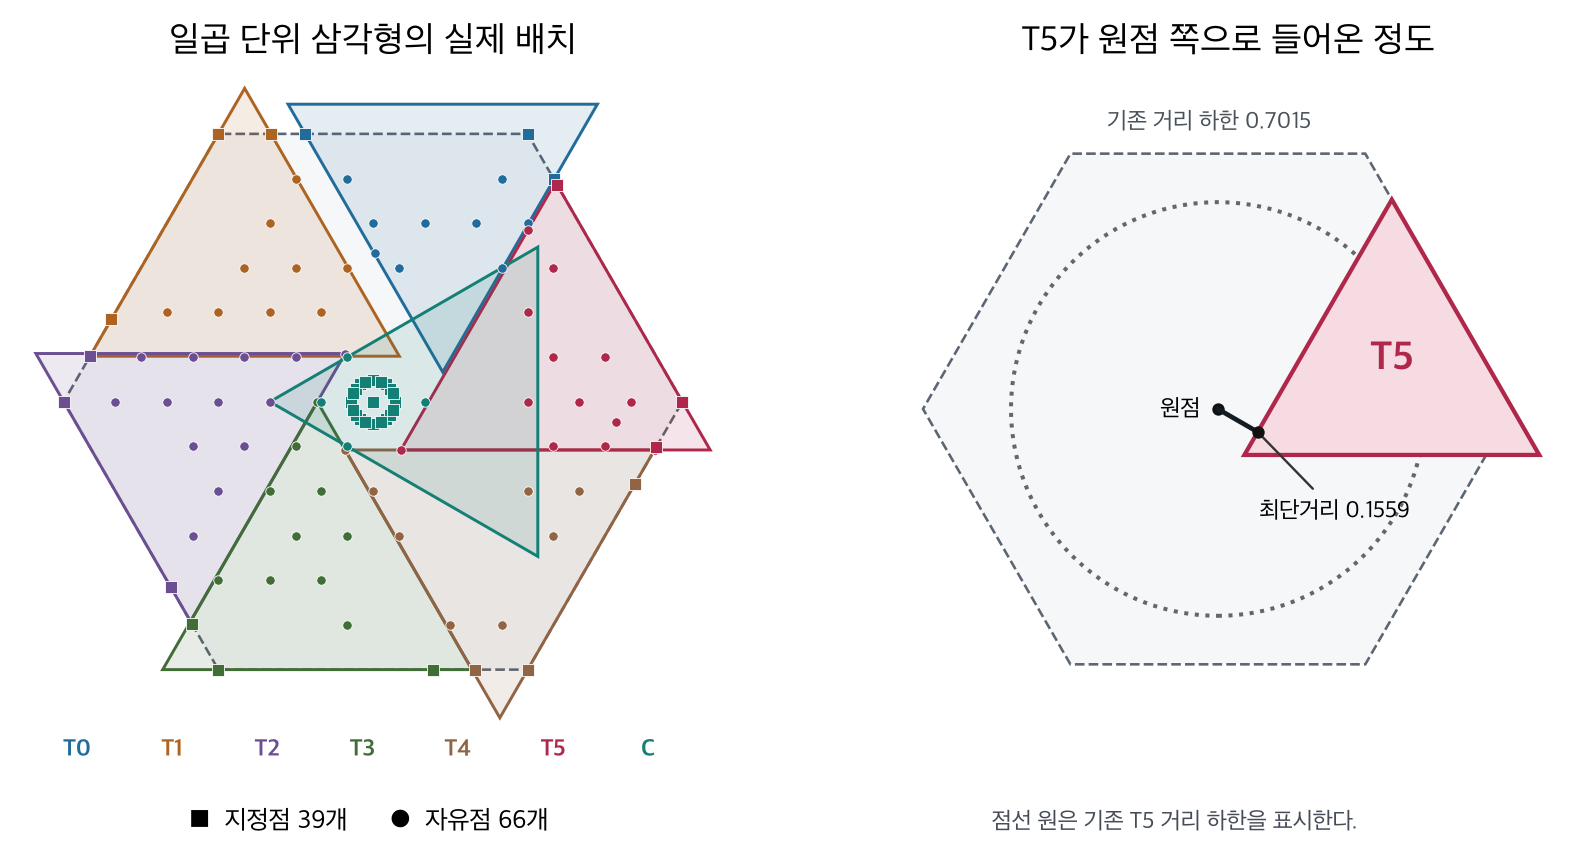 일곱 단위 삼각형의 실제 배치
T5가 원점 쪽으로 들어온 정도
기존 거리 하한 0.7015
T5
원점
최단거리 0.1559
T0 T1 T2 T3 T4 T5 C
지정점 39개 자유점 66개
점선 원은 기존 T5 거리 하한을 표시한다.